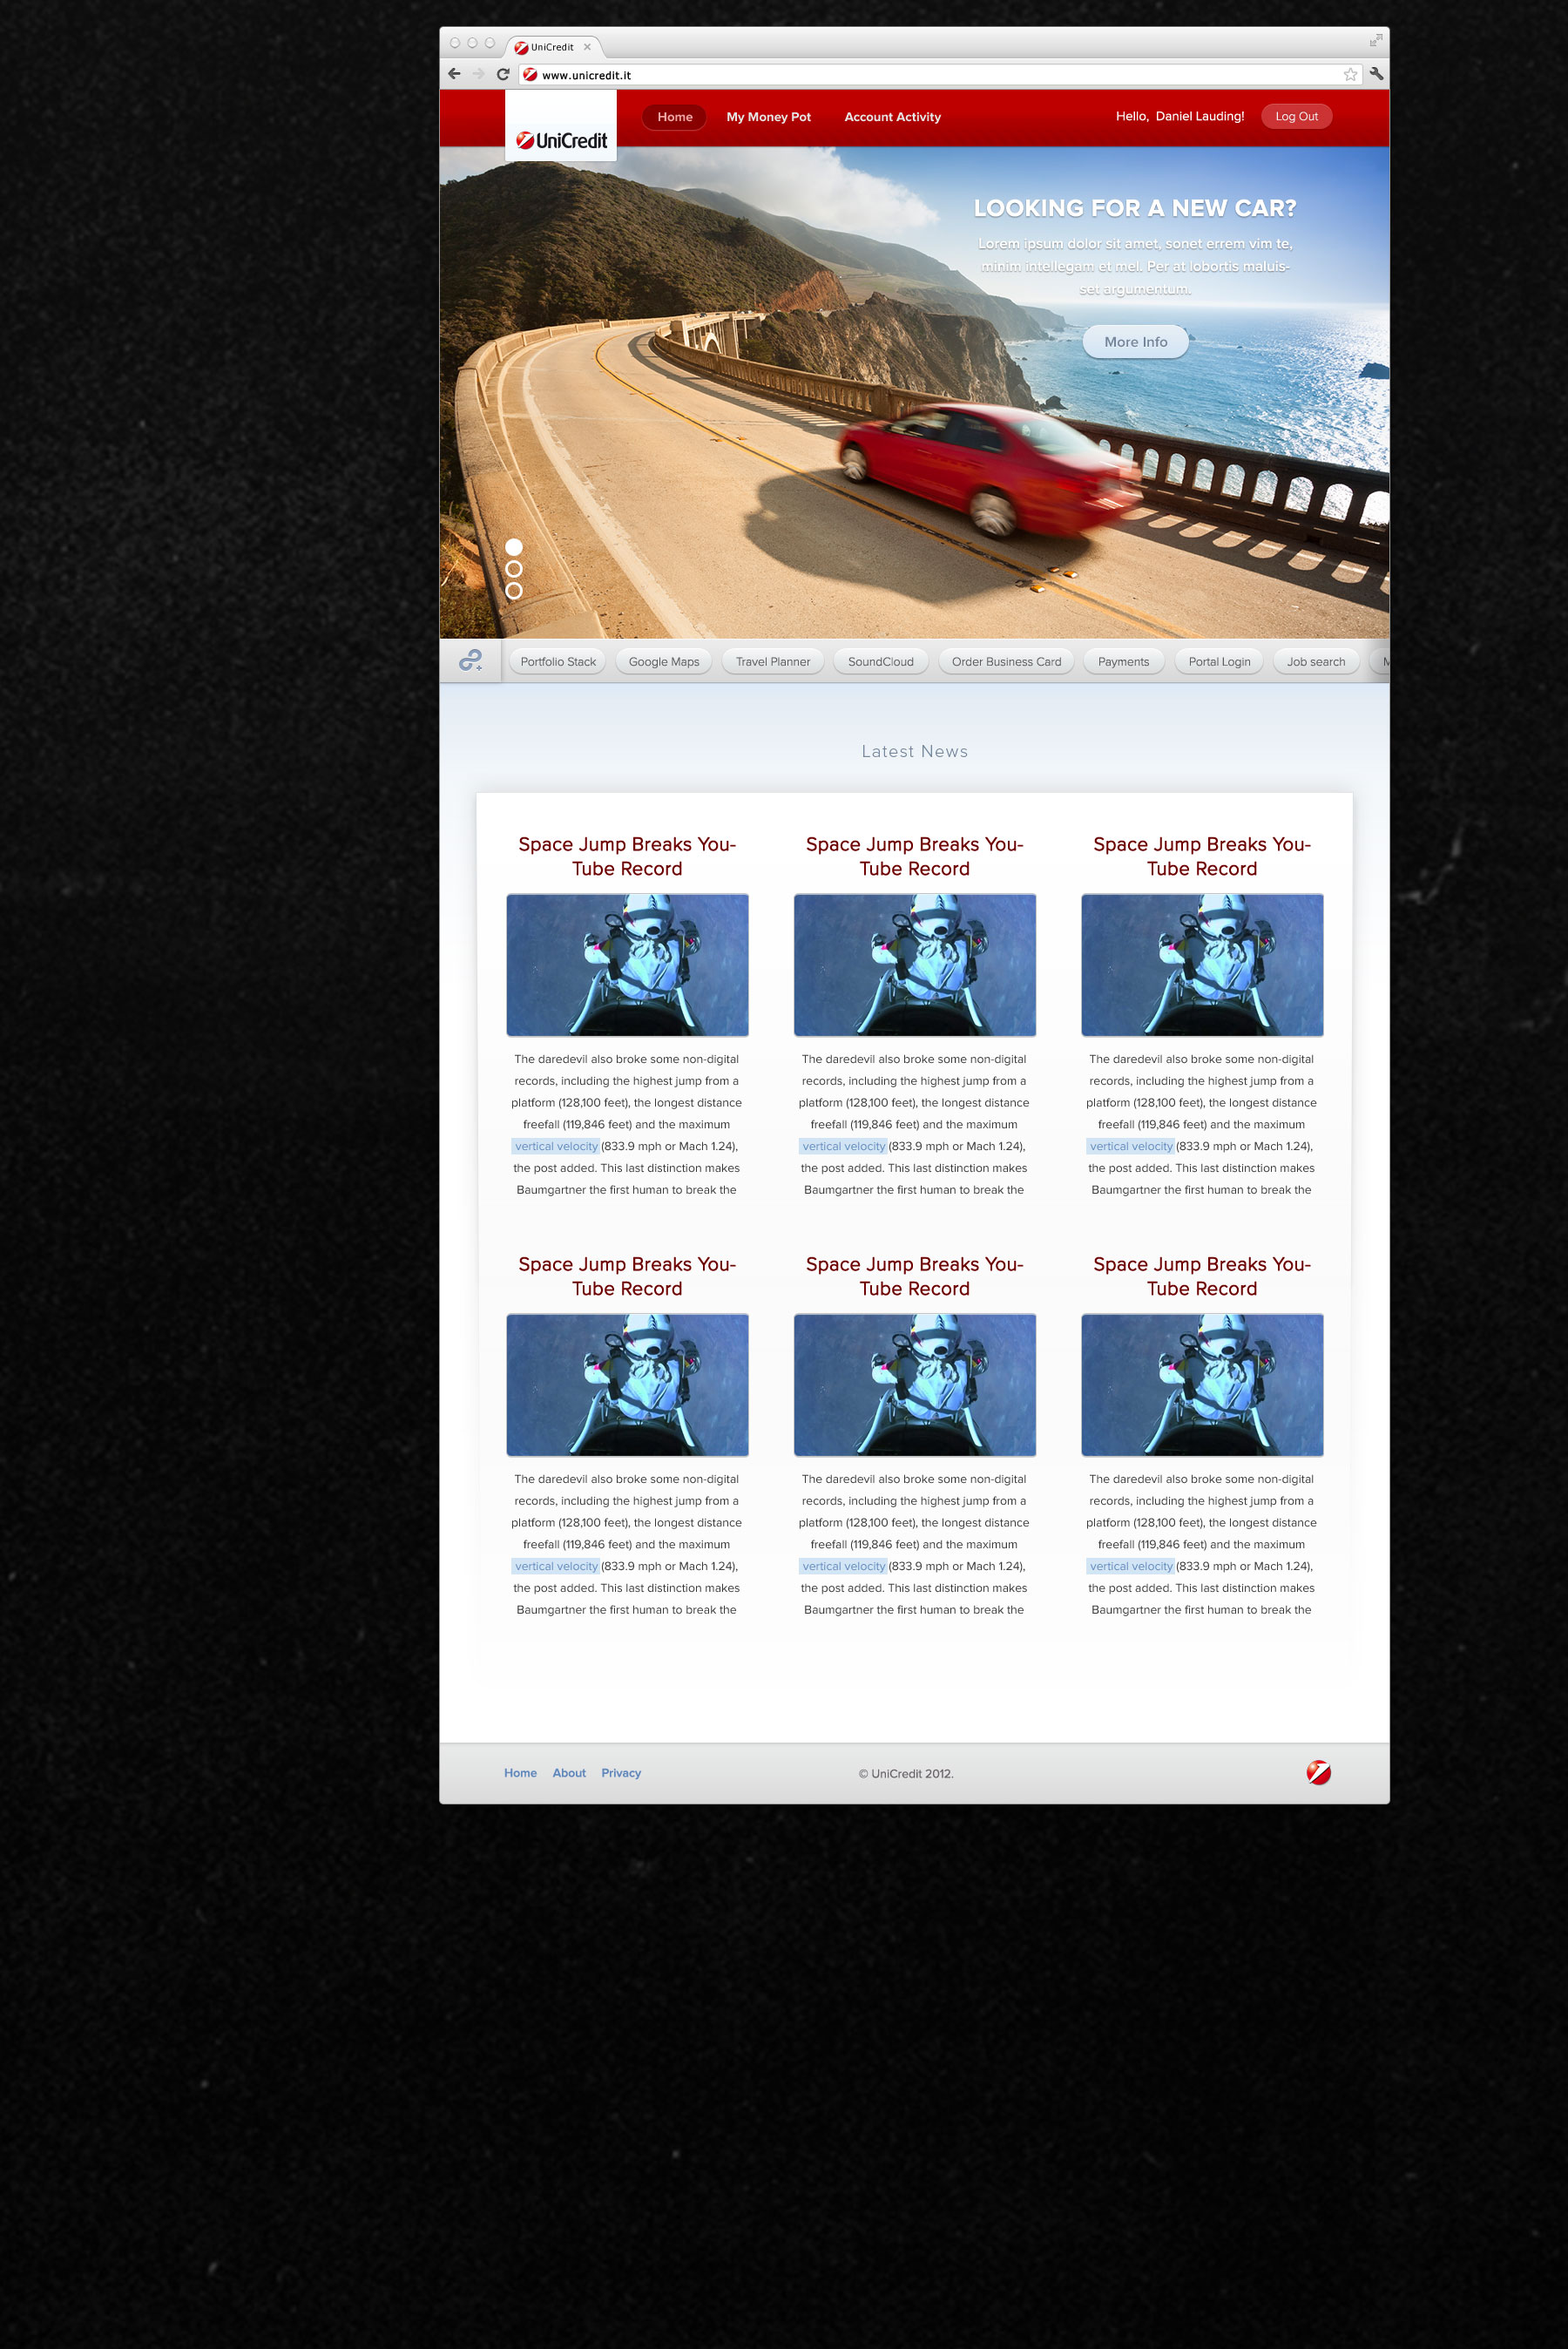 UniCredit
www.unicredit.it
UniCredit
Home
My Money Pot
Account Activity
Hello, Daniel Lauding!
Log Out
LOOKING FOR A NEW CAR?
Lorem ipsum dolor sit amet, sonet errem vim te,
minim intellegam et mel. Per at lobortis maluis-
set argumentum.
More Info
Portfolio Stack
Google Maps
Travel Planner
SoundCloud
Order Business Card
Payments
Portal Login
Job search
Latest News
Space Jump Breaks You-
Tube Record
The daredevil also broke some non-digital
records, including the highest jump from a
platform (128,100 feet), the longest distance
freefall (119,846 feet) and the maximum
vertical velocity (833.9 mph or Mach 1.24),
the post added. This last distinction makes
Baumgartner the first human to break the
Space Jump Breaks You-
Tube Record
The daredevil also broke some non-digital
records, including the highest jump from a
platform (128,100 feet), the longest distance
freefall (119,846 feet) and the maximum
vertical velocity (833.9 mph or Mach 1.24),
the post added. This last distinction makes
Baumgartner the first human to break the
Space Jump Breaks You-
Tube Record
The daredevil also broke some non-digital
records, including the highest jump from a
platform (128,100 feet), the longest distance
freefall (119,846 feet) and the maximum
vertical velocity (833.9 mph or Mach 1.24),
the post added. This last distinction makes
Baumgartner the first human to break the
Space Jump Breaks You-
Tube Record
The daredevil also broke some non-digital
records, including the highest jump from a
platform (128,100 feet), the longest distance
freefall (119,846 feet) and the maximum
vertical velocity (833.9 mph or Mach 1.24),
the post added. This last distinction makes
Baumgartner the first human to break the
Space Jump Breaks You-
Tube Record
The daredevil also broke some non-digital
records, including the highest jump from a
platform (128,100 feet), the longest distance
freefall (119,846 feet) and the maximum
vertical velocity (833.9 mph or Mach 1.24),
the post added. This last distinction makes
Baumgartner the first human to break the
Space Jump Breaks You-
Tube Record
The daredevil also broke some non-digital
records, including the highest jump from a
platform (128,100 feet), the longest distance
freefall (119,846 feet) and the maximum
vertical velocity (833.9 mph or Mach 1.24),
the post added. This last distinction makes
Baumgartner the first human to break the
Home
About
Privacy
© UniCredit 2012.